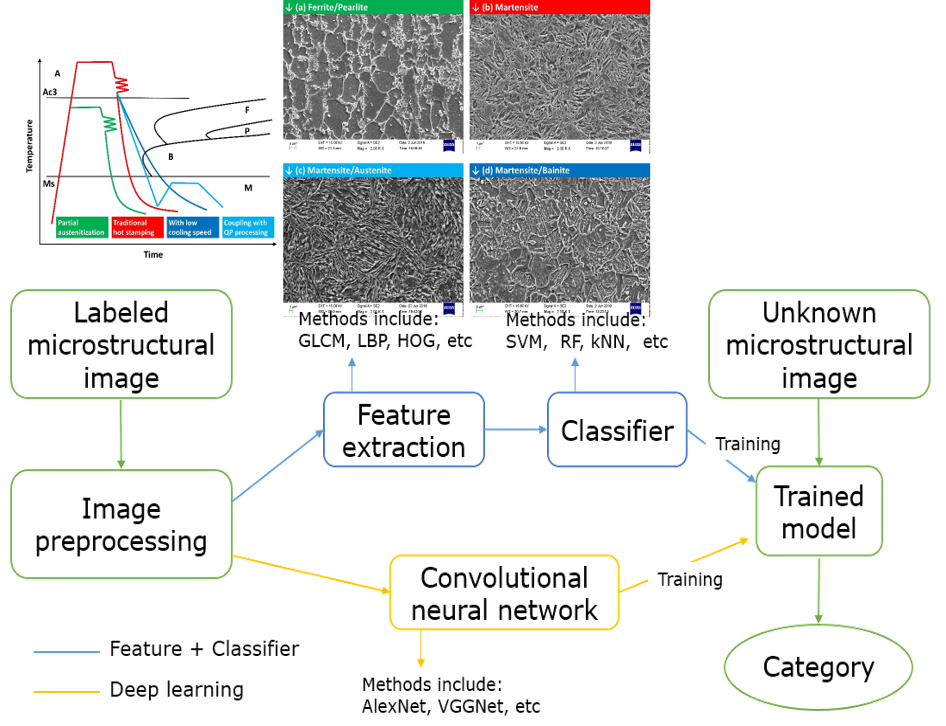 ↓ (a) Ferrite/Pearlite
↓ (b) Martensite
A
Ac3
F
P
B
Ms
M
Temperature
Partial
austenitization
Traditional
hot stamping
With low
cooling speed
Coupling with
QP processing
Time
↓ (c) Martensite/Austenite
↓ (d) Martensite/Bainite
Labeled
microstructural
image
Methods include:
GLCM, LBP, HOG, etc
Methods include:
SVM, RF, kNN, etc
Unknown
microstructural
image
Feature
extraction
Classifier
Training
Image
preprocessing
Trained
model
Convolutional
neural network
Training
Feature + Classifier
Deep learning
Methods include:
AlexNet, VGGNet, etc
Category